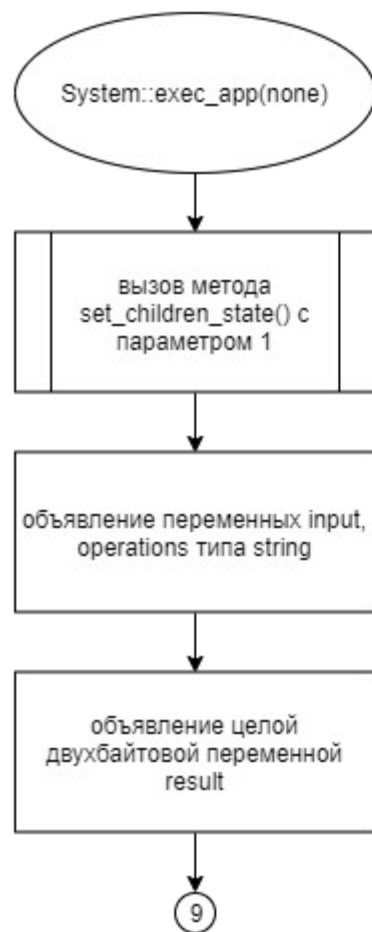 System::exec_app(none)
вызов метода
set_children_state() с
параметром 1
объявление переменных input,
operations типа string
объявление целой
двухбайтовой переменной
result
9